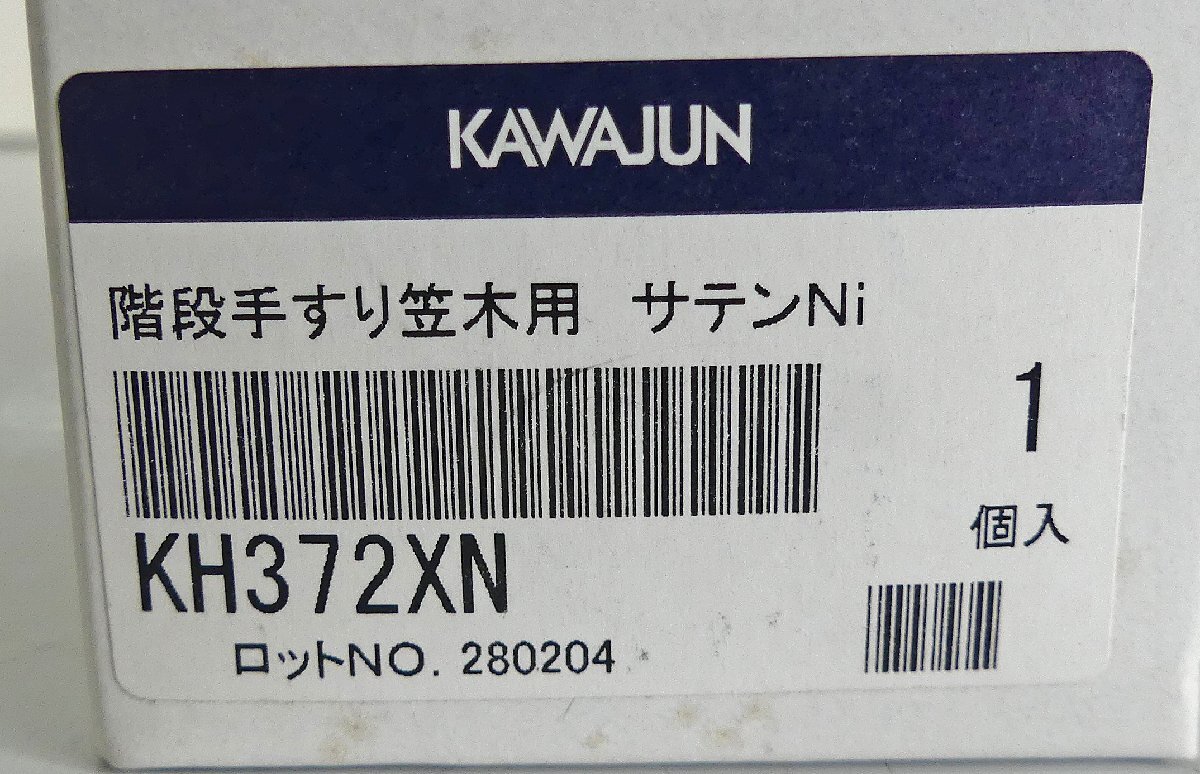 KAWAJUN
階段手すり笠木用 サテンNi
1
個入
KH372XN
ロットNO. 280204